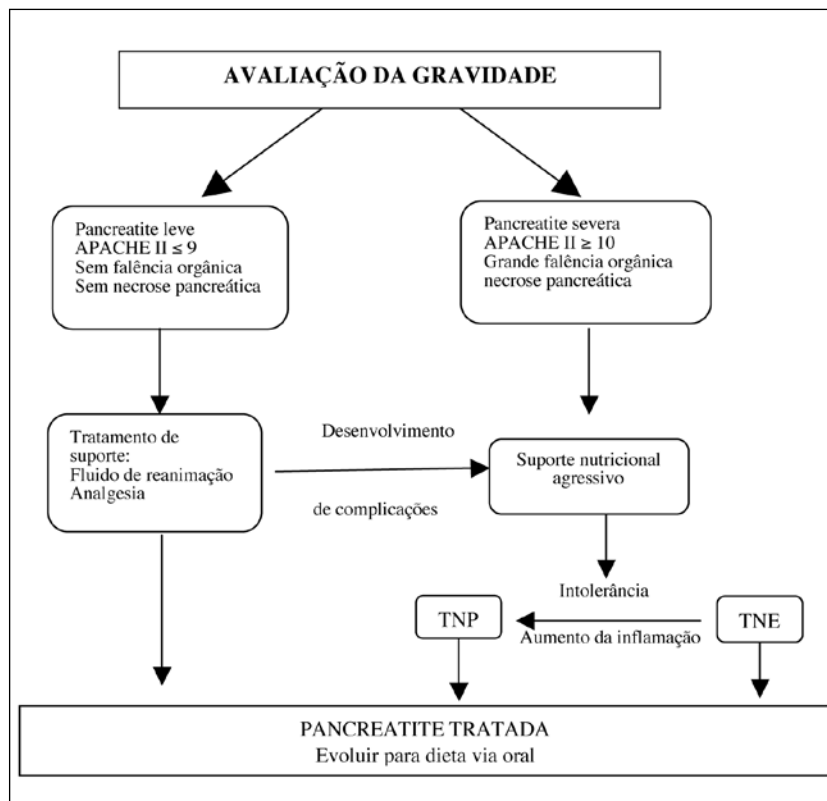 AVALIAÇÃO DA GRAVIDADE
Pancreatite leve
APACHE II ≤ 9
Sem falência orgânica
Sem necrose pancreática
Pancreatite severa
APACHE II ≥ 10
Grande falência orgânica
necrose pancreática
Tratamento de
suporte:
Fluido de reanimação
Analgesia
Desenvolvimento
de complicações
Suporte nutricional
agressivo
Intolerância
TNP
TNE
Aumento da inflamação
PANCREATITE TRATADA
Evoluir para dieta via oral